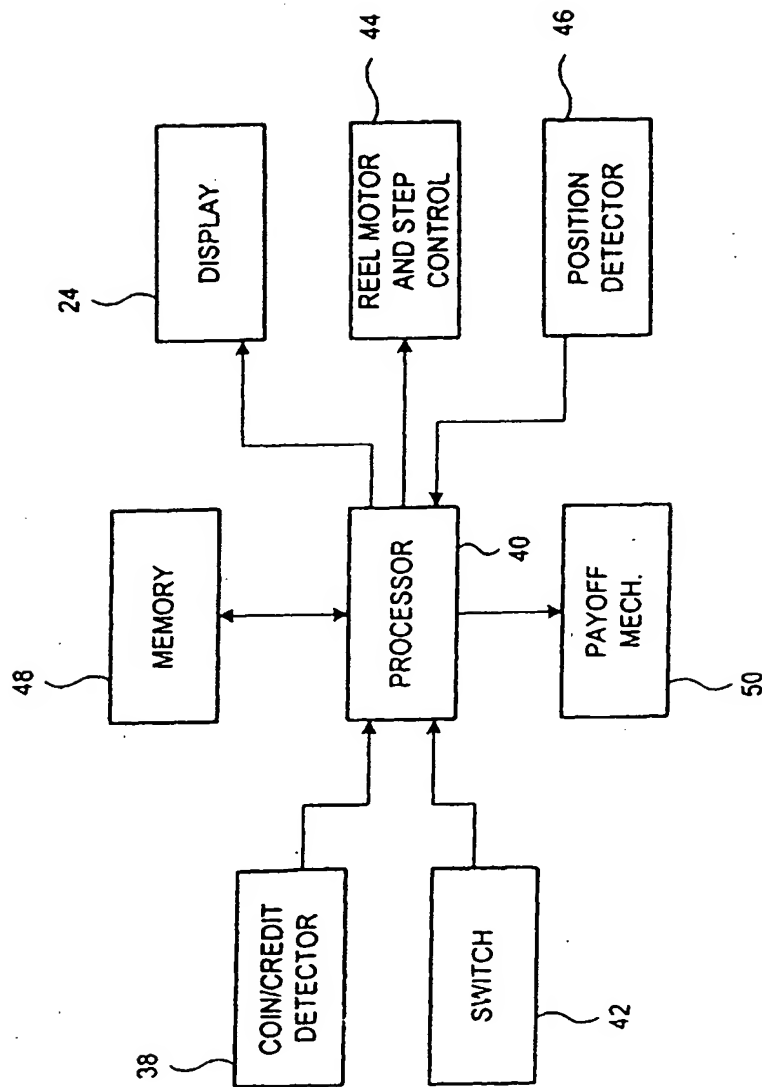 48
MEMORY
24
DISPLAY
38
COIN/CREDIT
DETECTOR
PROCESSOR
40
REEL MOTOR
AND STEP
CONTROL
44
SWITCH
42
PAYOFF
MECH.
50
POSITION
DETECTOR
46